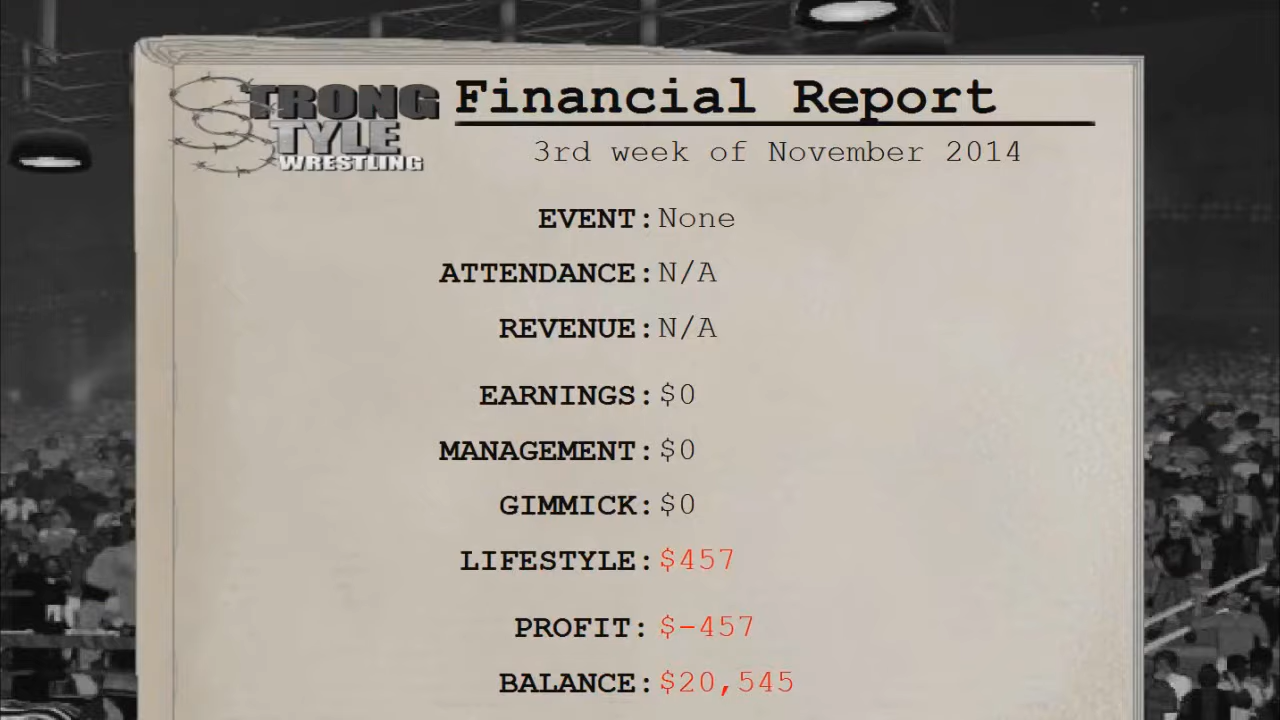 STRONG STYLE WRESTLING
Financial Report
3rd week of November 2014
EVENT: None
ATTENDANCE: N/A
REVENUE: N/A
EARNINGS: $0
MANAGEMENT: $0
GIMMICK: $0
LIFESTYLE: $457
PROFIT: $-457
BALANCE: $20,545